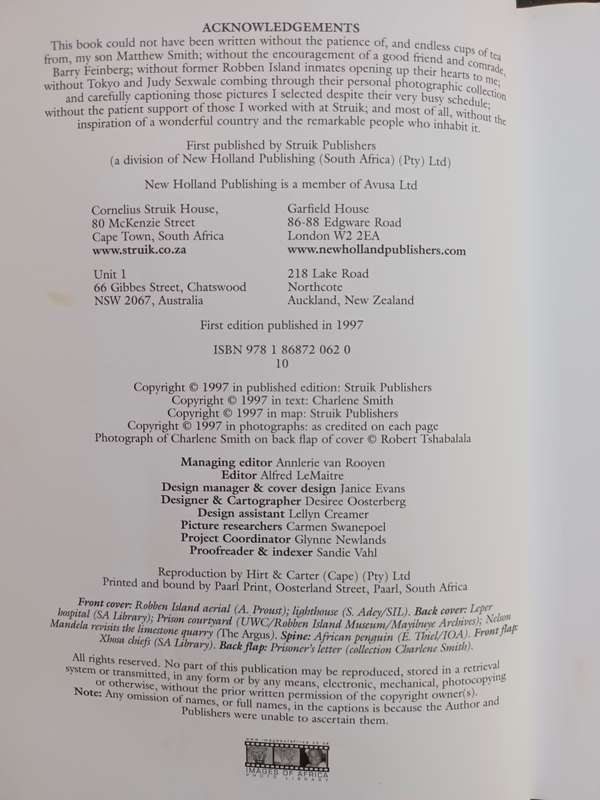 ACKNOWLEDGEMENTS
This book could not have been written without the patience of, and endless cups of tea
from, my son Matthew Smith; without the encouragement of a good friend and comrade,
Barry Feinberg; without former Robben Island inmates opening up their hearts to me;
without Tokyo and Judy Sexwale combing through their personal photographic collection
and carefully captioning those pictures I selected despite their very busy schedule;
without the patient support of those I worked with at Struik; and most of all, without the
inspiration of a wonderful country and the remarkable people who inhabit it.
First published by Struik Publishers
(a division of New Holland Publishing (South Africa) (Pty) Ltd)
New Holland Publishing is a member of Avusa Ltd
Cornelius Struik House,
80 McKenzie Street
Cape Town, South Africa
www.struik.co.za
Garfield House
86-88 Edgware Road
London W2 2EA
www.newhollandpublishers.com
Unit 1
66 Gibbes Street, Chatswood
NSW 2067, Australia
218 Lake Road
Northcote
Auckland, New Zealand
First edition published in 1997
ISBN 978 1 86872 062 0
10
Copyright © 1997 in published edition: Struik Publishers
Copyright © 1997 in text: Charlene Smith
Copyright © 1997 in map: Struik Publishers
Copyright © 1997 in photographs: as credited on each page
Photograph of Charlene Smith on back flap of cover © Robert Tshabalala
Managing editor Annlerie van Rooyen
Editor Alfred LeMaitre
Design manager & cover design Janice Evans
Designer & Cartographer Desireé Oosterberg
Design assistant Lellyn Creamer
Picture researchers Carmen Swanepoel
Project Coordinator Glynne Newlands
Proofreader & indexer Sandie Vahl
Reproduction by Hirt & Carter (Cape) (Pty) Ltd
Printed and bound by Paarl Print, Oosterland Street, Paarl, South Africa
Front cover: Robben Island aerial (A. Proust); lighthouse (S. Adey/SIL). Back cover: Leper
hospital (SA Library); Prison courtyard (UWC/Robben Island Museum/Mayibuye Archives); Nelson
Mandela revisits the limestone quarry (The Argus). Spine: African penguin (E. Thiel/IOA). Front flap:
Xhosa chiefs (SA Library). Back flap: Prisoner's letter (collection Charlene Smith).
All rights reserved. No part of this publication may be reproduced, stored in a retrieval
system or transmitted, in any form or by any means, electronic, mechanical, photocopying
or otherwise, without the prior written permission of the copyright owner(s).
Note: Any omission of names, or full names, in the captions is because the Author and
Publishers were unable to ascertain them.
www.imagesofafrica.co.za
IMAGES OF AFRICA
PHOTO LIBRARY